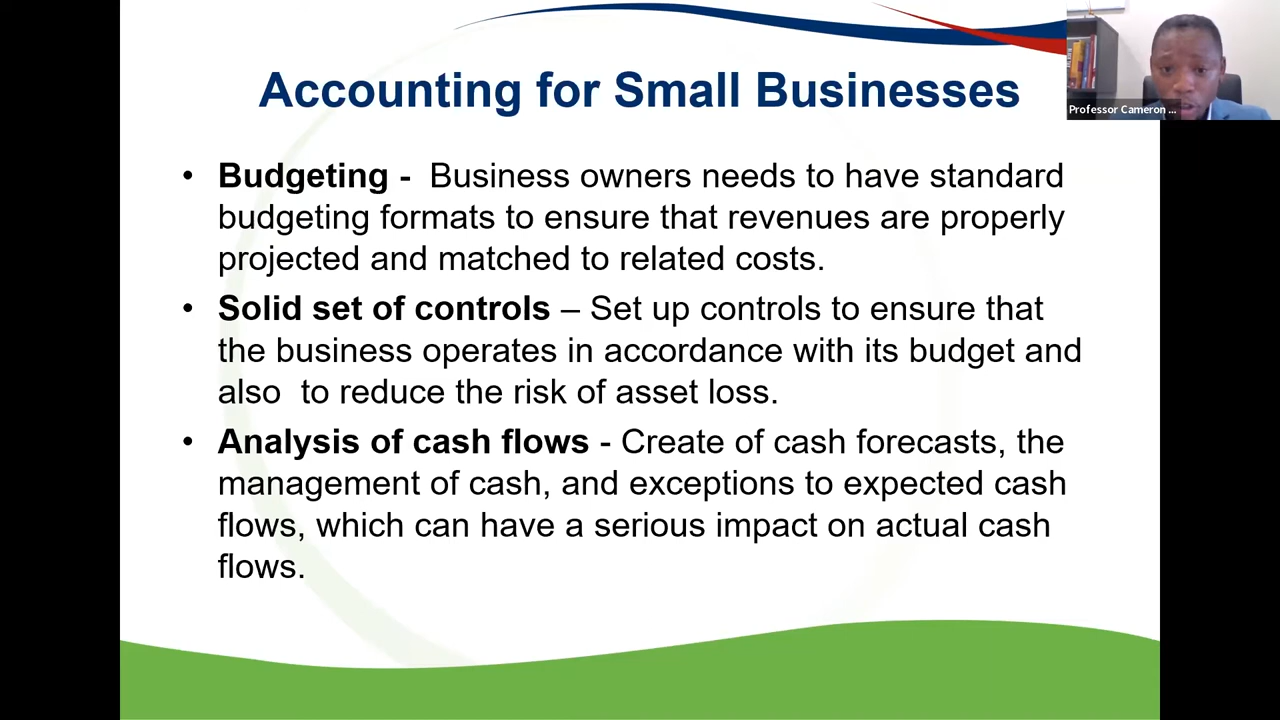 Accounting for Small Businesses
Professor Cameron ...
• Budgeting -  Business owners needs to have standard
budgeting formats to ensure that revenues are properly
projected and matched to related costs.
• Solid set of controls – Set up controls to ensure that
the business operates in accordance with its budget and
also  to reduce the risk of asset loss.
• Analysis of cash flows - Create of cash forecasts, the
management of cash, and exceptions to expected cash
flows, which can have a serious impact on actual cash
flows.